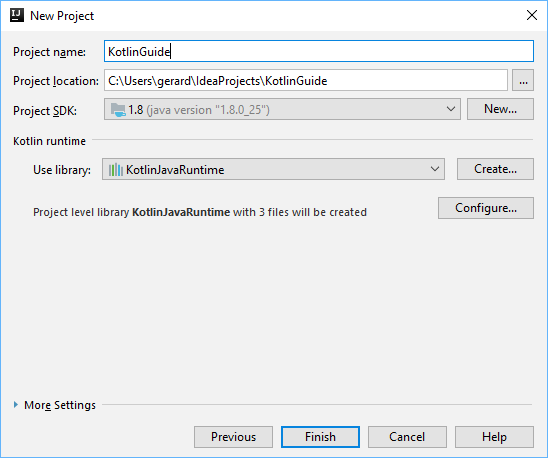 IJ New Project
Project name: KotlinGuide
Project location: C:\Users\gerard\IdeaProjects\KotlinGuide ...
Project SDK: 1.8 (java version "1.8.0_25") New...
Kotlin runtime
Use library: KotlinJavaRuntime Create...
Project level library KotlinJavaRuntime with 3 files will be created Configure...
More Settings
Previous Finish Cancel Help